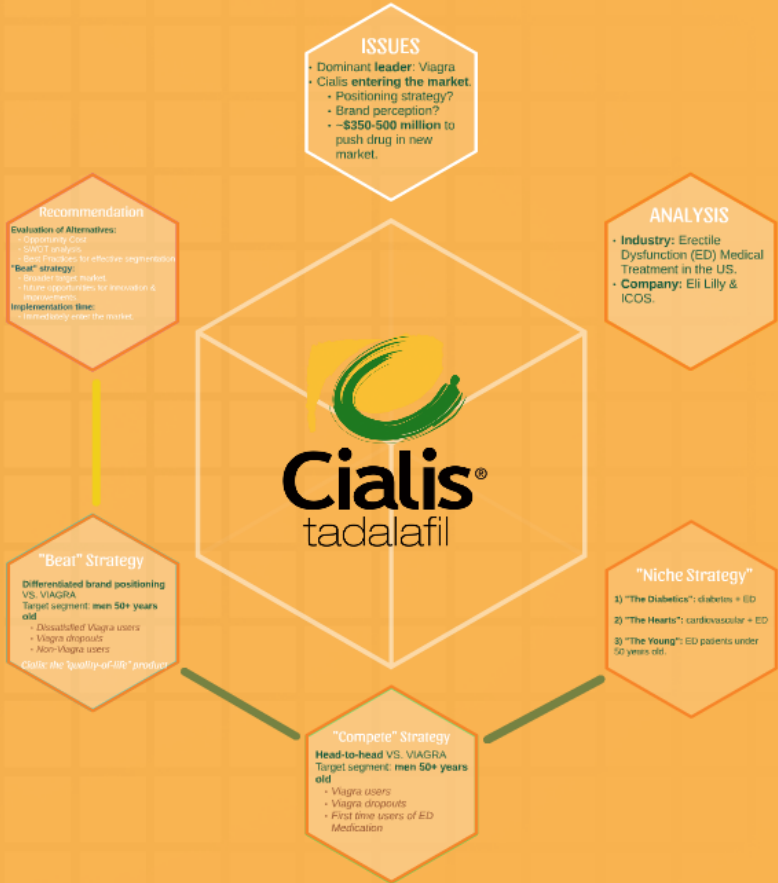 ISSUES
• Dominant leader: Viagra
• Cialis entering the market.
• Positioning strategy?
• Brand perception?
• ~$350-500 million to
push drug in new
market.
ANALYSIS
• Industry: Erectile
Dysfunction (ED) Medical
Treatment in the US.
• Company: Eli Lilly &
ICOS.
"Niche Strategy"
1) "The Diabetics": diabetes + ED
2) "The Hearts": cardiovascular + ED
3) "The Young": ED patients under
50 years old.
"Compete" Strategy
Head-to-head VS. VIAGRA
Target segment: men 50+ years
old
• Viagra users
• Viagra dropouts
• First time users of ED
Medication
"Beat" Strategy
Differentiated brand positioning
VS. VIAGRA
Target segment: men 50+ years
old
• Dissatisfied Viagra users
• Viagra dropouts
• Non-Viagra users
Cialis: the "quality-of-life" product
Recommendation
Evaluation of Alternatives:
• Opportunity Cost
• SWOT analysis
• Best Practices for effective segmentation
"Beat" strategy:
• Broader target market
• future opportunities for innovation &
improvements
Implementation time:
• Immediately enter the market.
Cialis®
tadalafil